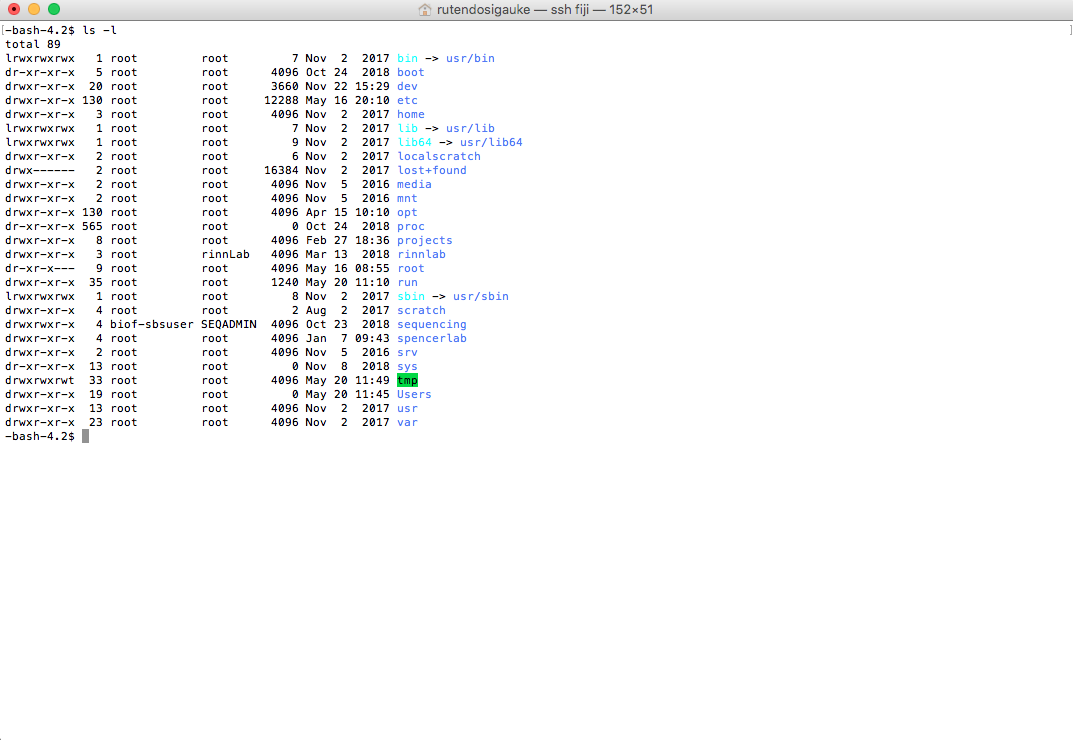 rutendosigauke — ssh fiji — 152×51
[-bash-4.2$ ls -l ]
total 89
lrwxrwxrwx   1 root         root         7 Nov  2  2017 bin -> usr/bin
dr-xr-xr-x   5 root         root      4096 Oct 24  2018 boot
drwxr-xr-x  20 root         root      3660 Nov 22 15:29 dev
drwxr-xr-x 130 root         root     12288 May 16 20:10 etc
drwxr-xr-x   3 root         root      4096 Nov  2  2017 home
lrwxrwxrwx   1 root         root         7 Nov  2  2017 lib -> usr/lib
lrwxrwxrwx   1 root         root         9 Nov  2  2017 lib64 -> usr/lib64
drwxr-xr-x   2 root         root         6 Nov  2  2017 localscratch
drwx------   2 root         root     16384 Nov  2  2017 lost+found
drwxr-xr-x   2 root         root      4096 Nov  5  2016 media
drwxr-xr-x   2 root         root      4096 Nov  5  2016 mnt
drwxr-xr-x 130 root         root      4096 Apr 15 10:10 opt
dr-xr-xr-x 565 root         root         0 Oct 24  2018 proc
drwxr-xr-x   8 root         root      4096 Feb 27 18:36 projects
drwxr-xr-x   3 root         rinnLab   4096 Mar 13  2018 rinnlab
dr-xr-x---   9 root         root      4096 May 16 08:55 root
drwxr-xr-x  35 root         root      1240 May 20 11:10 run
lrwxrwxrwx   1 root         root         8 Nov  2  2017 sbin -> usr/sbin
drwxr-xr-x   4 root         root         2 Aug  2  2017 scratch
drwxrwxr-x   4 biof-sbsuser SEQADMIN  4096 Oct 23  2018 sequencing
drwxr-xr-x   4 root         root      4096 Jan  7 09:43 spencerlab
drwxr-xr-x   2 root         root      4096 Nov  5  2016 srv
dr-xr-xr-x  13 root         root         0 Nov  8  2018 sys
drwxrwxrwt  33 root         root      4096 May 20 11:49 tmp
drwxr-xr-x  19 root         root         0 May 20 11:45 Users
drwxr-xr-x  13 root         root      4096 Nov  2  2017 usr
drwxr-xr-x  23 root         root      4096 Nov  2  2017 var
-bash-4.2$